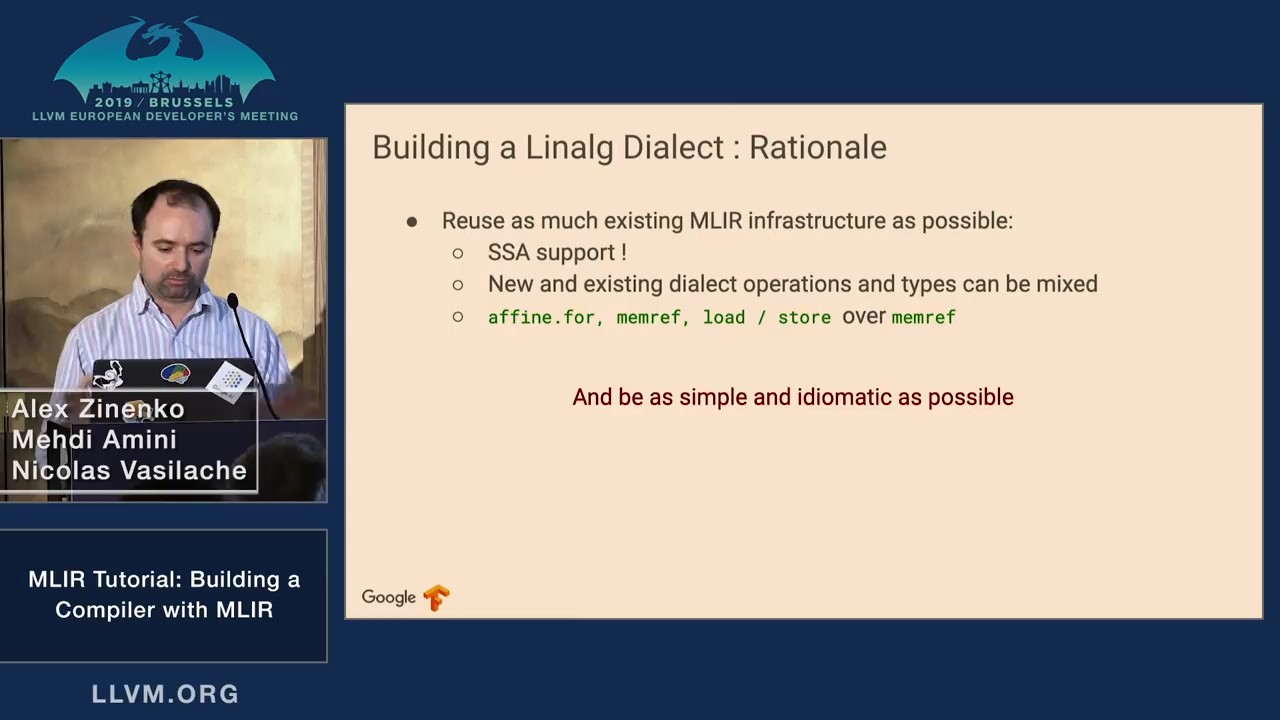 2019 / BRUSSELS
LLVM EUROPEAN DEVELOPER'S MEETING
Building a Linalg Dialect : Rationale
● Reuse as much existing MLIR infrastructure as possible:
○ SSA support !
○ New and existing dialect operations and types can be mixed
○ affine.for, memref, load / store over memref
And be as simple and idiomatic as possible
Google
Alex Zinenko
Mehdi Amini
Nicolas Vasilache
MLIR Tutorial: Building a
Compiler with MLIR
LLVM.ORG